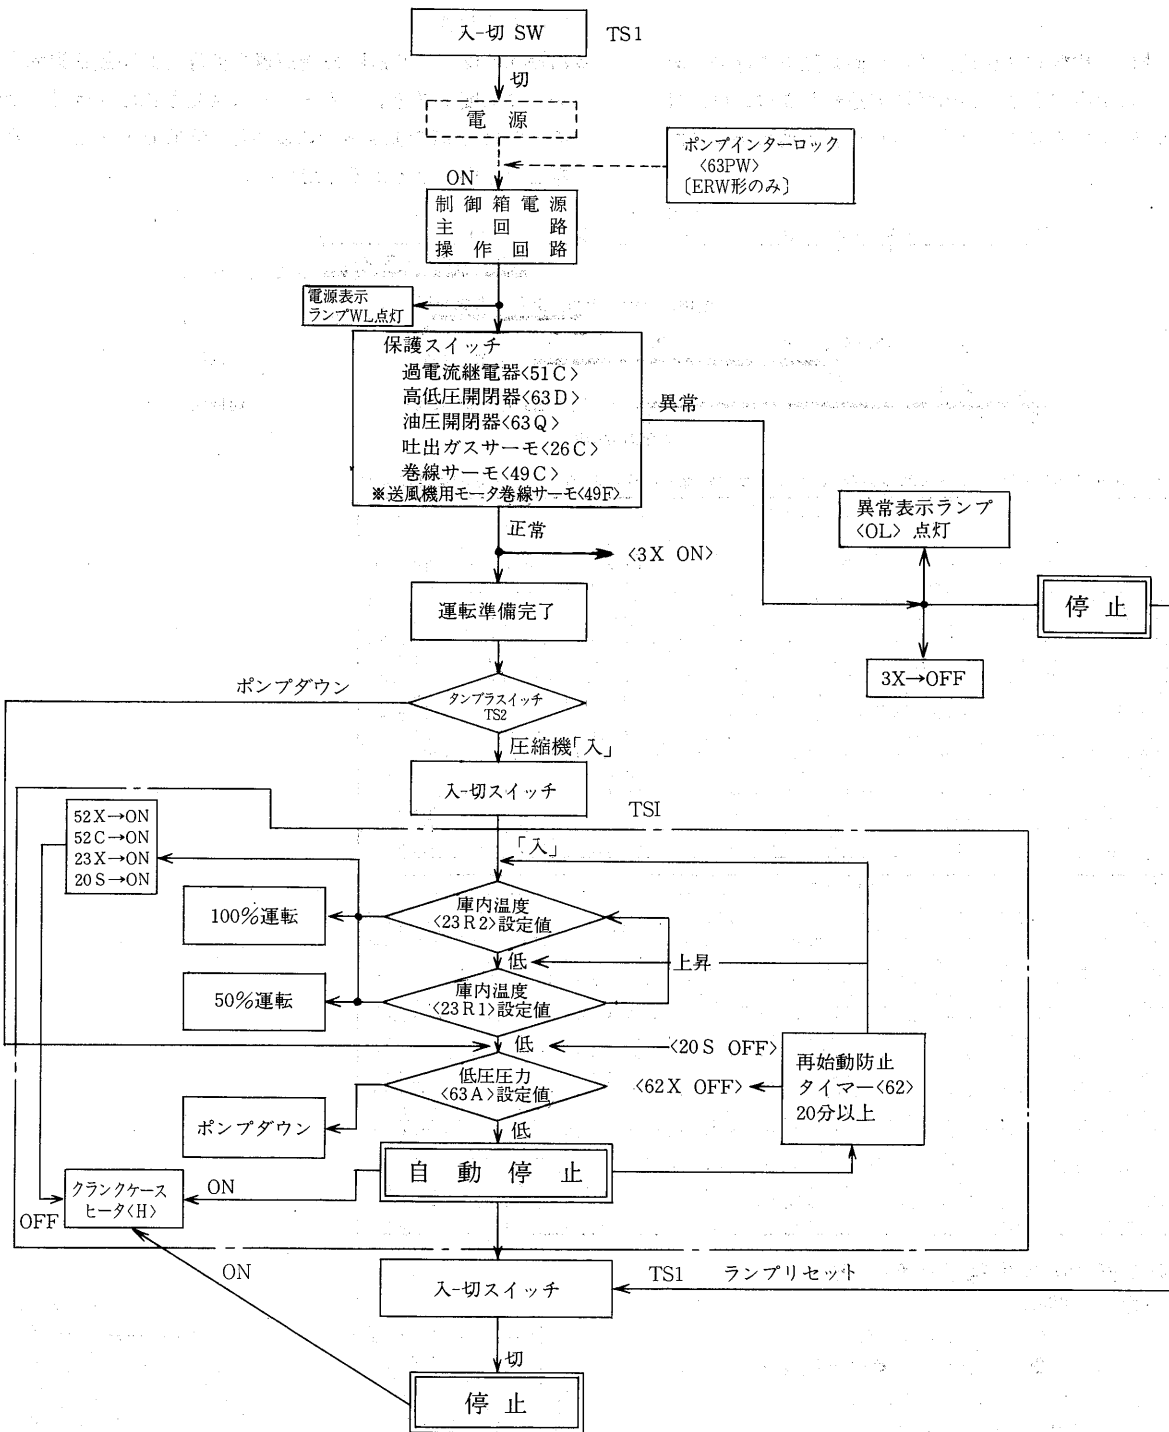 入-切 SW
TS1
切
電 源
ポンプインターロック
〈63PW〉
〔ERW形のみ〕
ON
制御箱電源
主回路
操作回路
電源表示
ランプWL点灯
保護スイッチ
過電流継電器〈51C〉
高低圧開閉器〈63D〉
油圧開閉器〈63Q〉
吐出ガスサーモ〈26C〉
巻線サーモ〈49C〉
※送風機用モータ巻線サーモ〈49F〉
異常
異常表示ランプ
〈OL〉点灯
正常
〈3X ON〉
停 止
運転準備完了
3X→OFF
ポンプダウン
タンブラスイッチ
TS2
圧縮機「入」
入-切スイッチ
TSI
52X→ON
52C→ON
23X→ON
20S→ON
「入」
100%運転
庫内温度
〈23R2〉設定値
低
上昇
50%運転
庫内温度
〈23R1〉設定値
低
〈20S OFF〉
再始動防止
タイマー〈62〉
20分以上
低圧圧力
〈63A〉設定値
〈62X OFF〉
ポンプダウン
低
自 動 停 止
ON
クランクケース
ヒータ〈H〉
OFF
ON
入-切スイッチ
TS1 ランプリセット
切
停 止